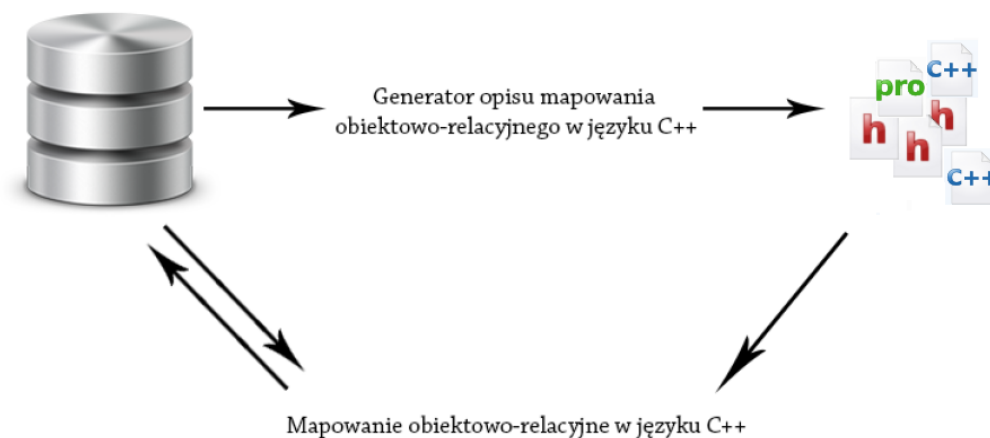 Generator opisu mapowania
obiektowo-relacyjnego w języku C++
C++
pro
h
h
h
C++
Mapowanie obiektowo-relacyjne w języku C++